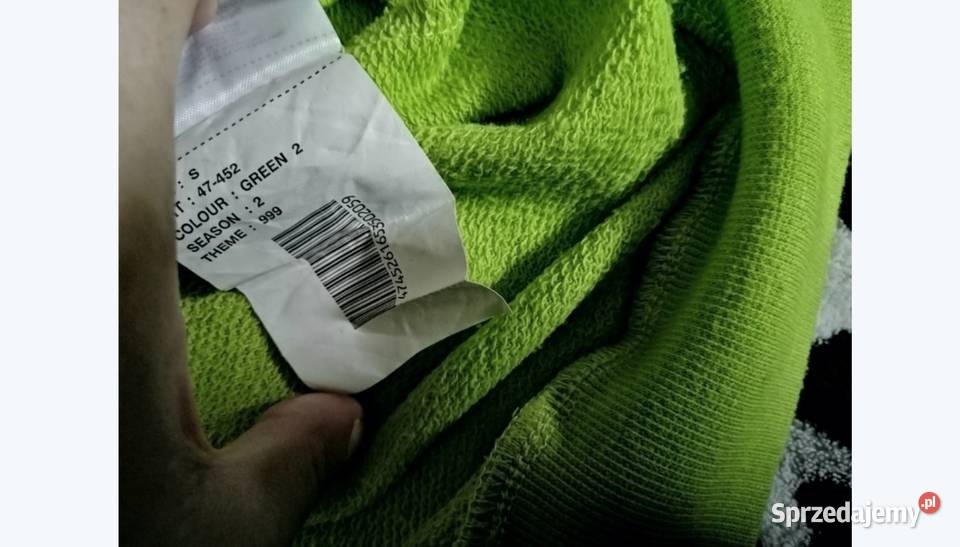 : S
: 47-452
COLOUR : GREEN 2
SEASON : 2
THEME : 999
Sprzedajemy.pl